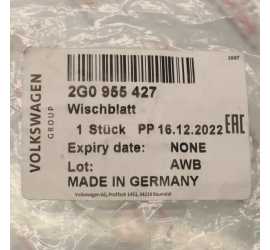 2G0 955 427
Wischblatt
1 Stück PP 16.12.2022
Expiry date: NONE
Lot: AWB
MADE IN GERMANY
VOLKSWAGEN
GROUP
EAC